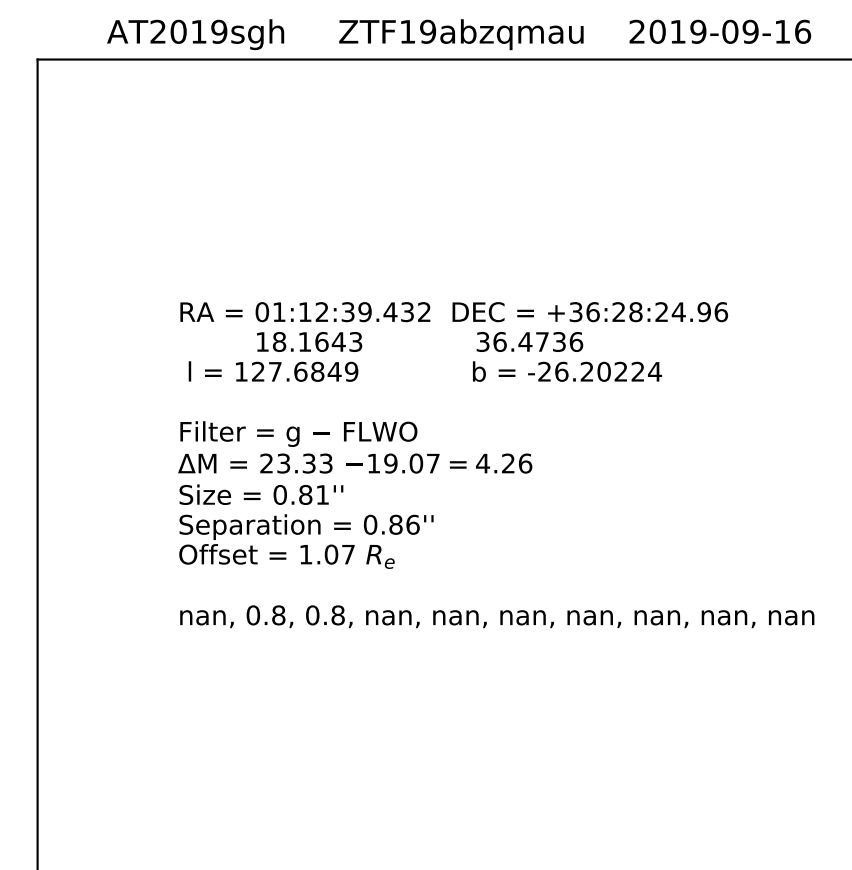 AT2019sgh ZTF19abzqmau 2019-09-16
RA = 01:12:39.432 DEC = +36:28:24.96
18.1643 36.4736
l = 127.6849 b = -26.20224
Filter = g − FLWO
ΔM = 23.33 −19.07 = 4.26
Size = 0.81''
Separation = 0.86''
Offset = 1.07 Re
nan, 0.8, 0.8, nan, nan, nan, nan, nan, nan, nan